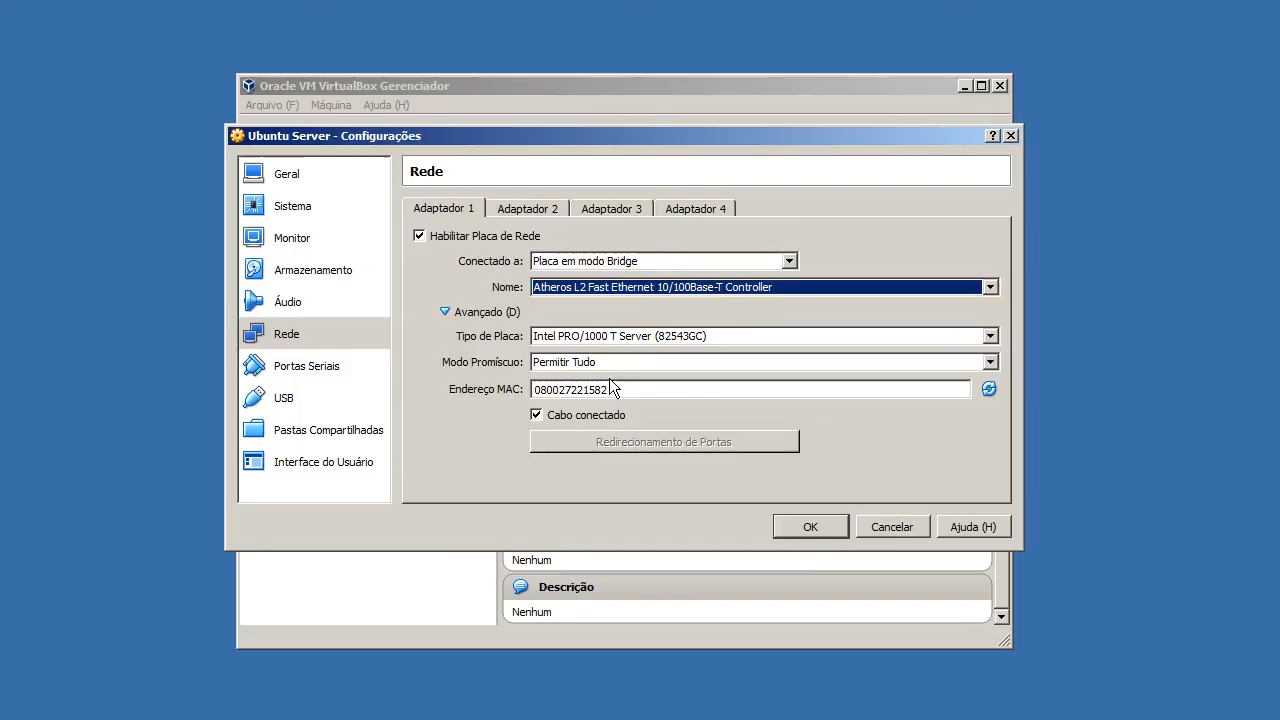 Oracle VM VirtualBox Gerenciador
Arquivo (F) Máquina Ajuda (H)
Ubuntu Server - Configurações
Geral
Sistema
Monitor
Armazenamento
Áudio
Rede
Portas Seriais
USB
Pastas Compartilhadas
Interface do Usuário
Rede
Adaptador 1 Adaptador 2 Adaptador 3 Adaptador 4
Habilitar Placa de Rede
Conectado a: Placa em modo Bridge
Nome: Atheros L2 Fast Ethernet 10/100Base-T Controller
Avançado (D)
Tipo de Placa: Intel PRO/1000 T Server (82543GC)
Modo Promíscuo: Permitir Tudo
Endereço MAC: 080027221582
Cabo conectado
Redirecionamento de Portas
OK Cancelar Ajuda (H)
Nenhum
Descrição
Nenhum